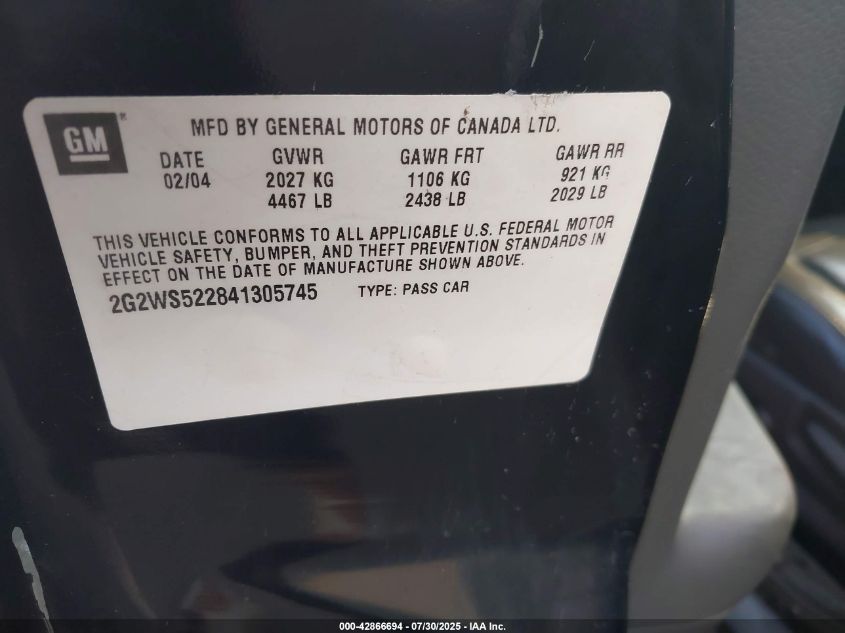 GM ®
MFD BY GENERAL MOTORS OF CANADA LTD.
DATE GVWR GAWR FRT GAWR RR
02/04 2027 KG 1106 KG 921 KG
4467 LB 2438 LB 2029 LB
THIS VEHICLE CONFORMS TO ALL APPLICABLE U.S. FEDERAL MOTOR
VEHICLE SAFETY, BUMPER, AND THEFT PREVENTION STANDARDS IN
EFFECT ON THE DATE OF MANUFACTURE SHOWN ABOVE.
2G2WS522841305745 TYPE: PASS CAR
000-42866694 - 07/30/2025 - IAA Inc.